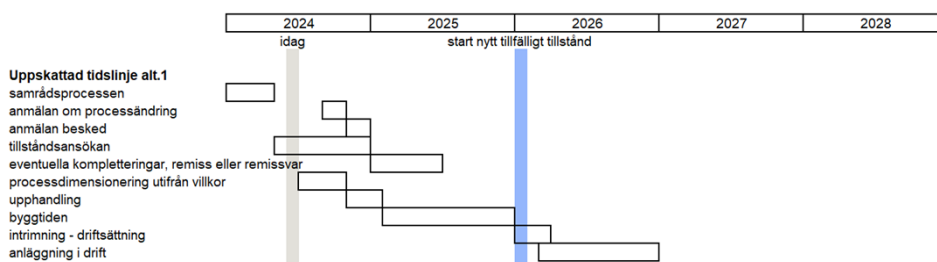 2024 2025 2026 2027 2028
idag start nytt tillfälligt tillstånd
Uppskattad tidslinje alt.1
samrådsprocessen
anmälan om processändring
anmälan besked
tillståndsansökan
eventuella kompletteringar, remiss eller remissvar
processdimensionering utifrån villkor
upphandling
byggtiden
intrimning - driftsättning
anläggning i drift